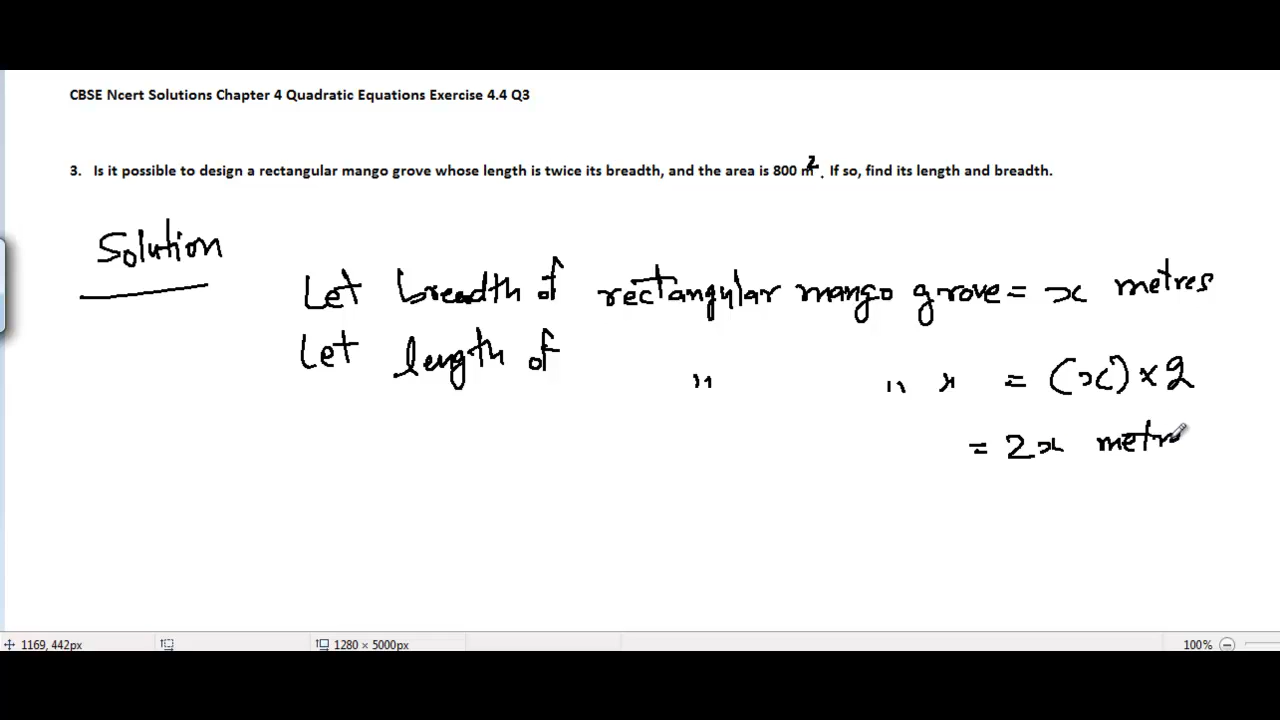 CBSE Ncert Solutions Chapter 4 Quadratic Equations Exercise 4.4 Q3
3. Is it possible to design a rectangular mango grove whose length is twice its breadth, and the area is 800 m². If so, find its length and breadth.
Solution
Let breadth of rectangular mango grove = x metres
Let length of " " " = (x) × 2
= 2x metre
1169, 442px 1280 × 5000px 100%